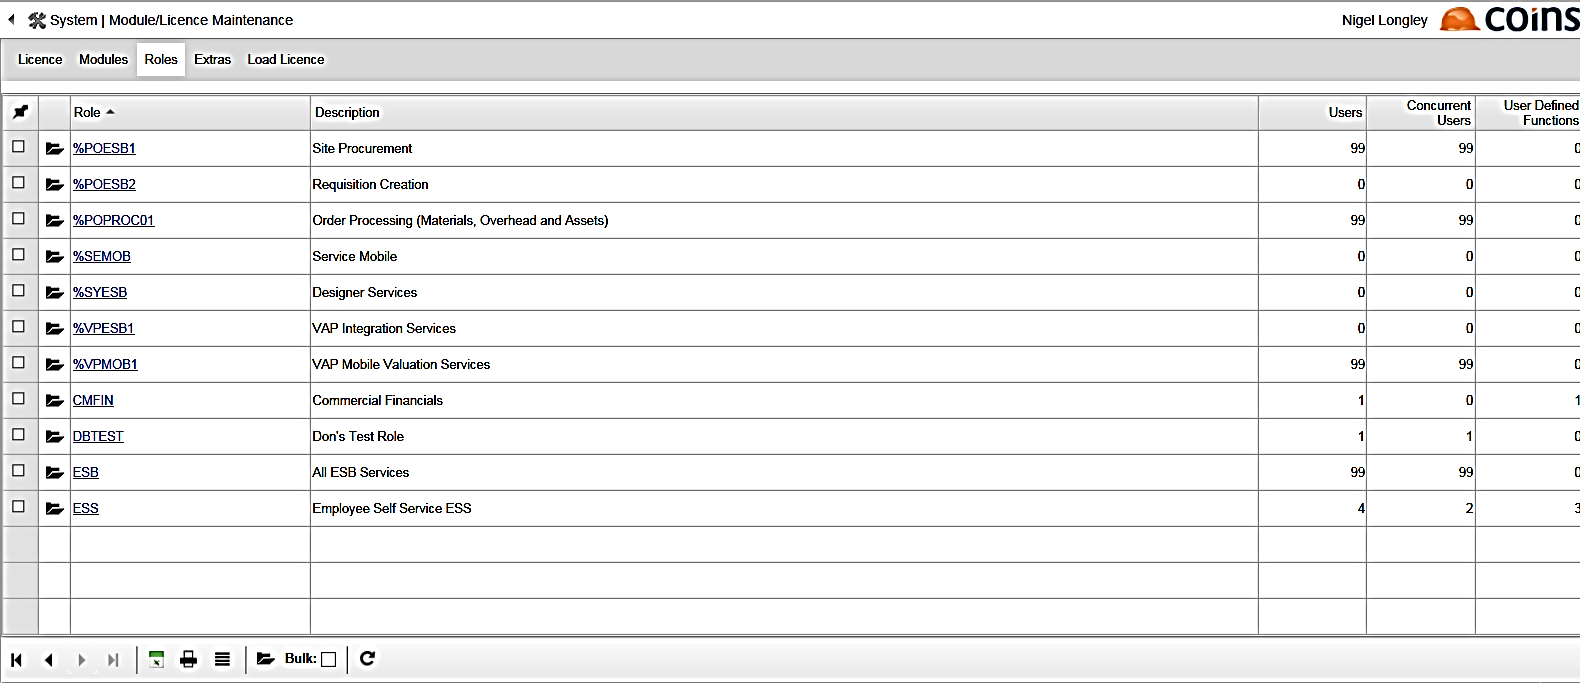 System | Module/Licence Maintenance Nigel Longley coins
Licence Modules Roles Extras Load Licence
Role Description Users Concurrent Users User Defined Functions
%POESB1 Site Procurement 99 99 0
%POESB2 Requisition Creation 0 0 0
%POPROC01 Order Processing (Materials, Overhead and Assets) 99 99 0
%SEMOB Service Mobile 0 0 0
%SYESB Designer Services 0 0 0
%VPESB1 VAP Integration Services 0 0 0
%VPMOB1 VAP Mobile Valuation Services 99 99 0
CMFIN Commercial Financials 1 0 1
DBTEST Don's Test Role 1 1 0
ESB All ESB Services 99 99 0
ESS Employee Self Service ESS 4 2 3
Bulk: